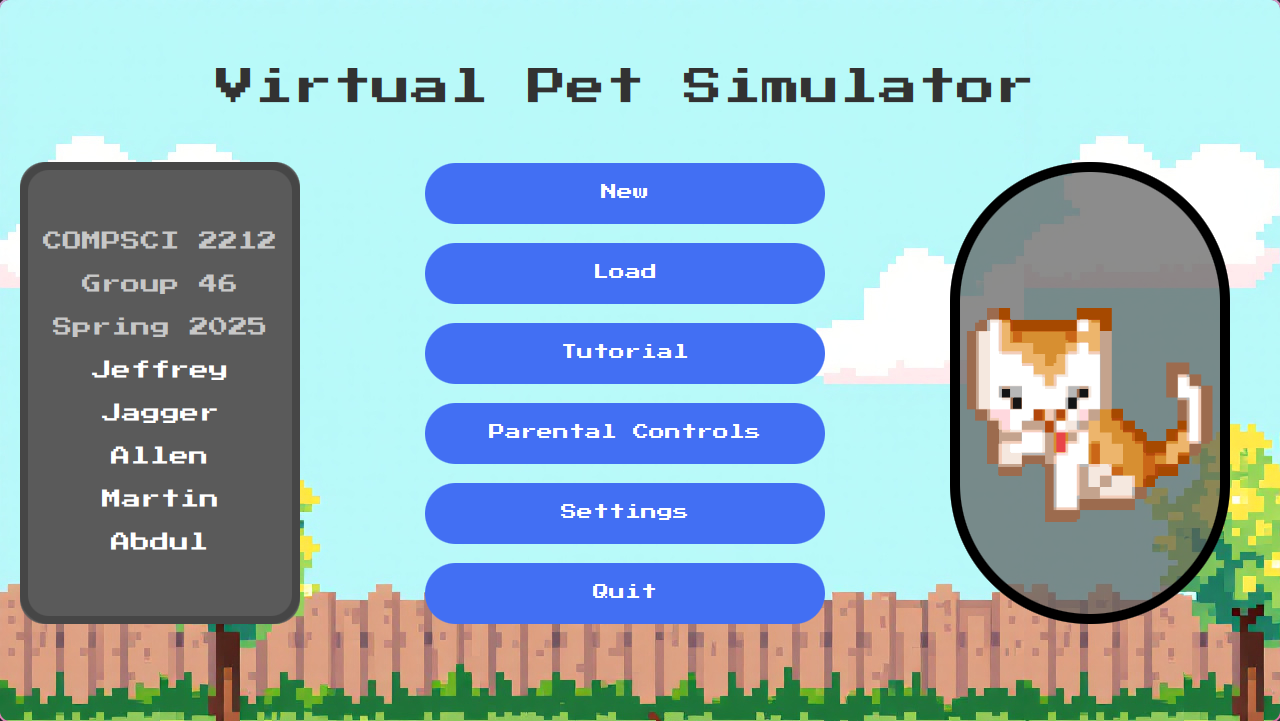 Virtual Pet Simulator
COMPSCI 2212
Group 46
Spring 2025
Jeffrey
Jagger
Allen
Martin
Abdul
New
Load
Tutorial
Parental Controls
Settings
Quit